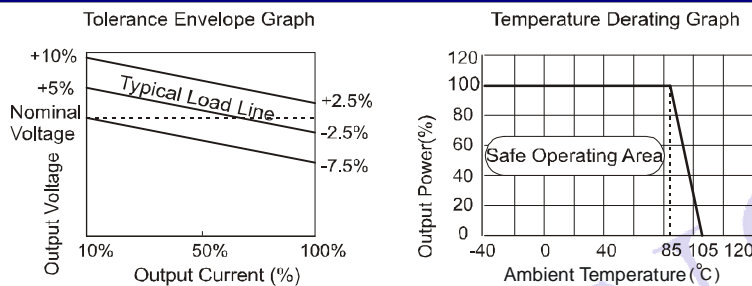 Tolerance Envelope Graph
+10%
+5%
Nominal
Voltage
Typical Load Line
+2.5%
-2.5%
-7.5%
Output Voltage
10% 50% 100%
Output Current (%)
Temperature Derating Graph
120
100
80
60
40
20
0
Safe Operating Area
Output Power(%)
-40 0 40 85 105 120
Ambient Temperature(℃)